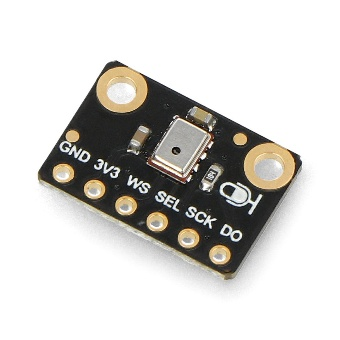 GND 3V3 WS SEL SCK DO